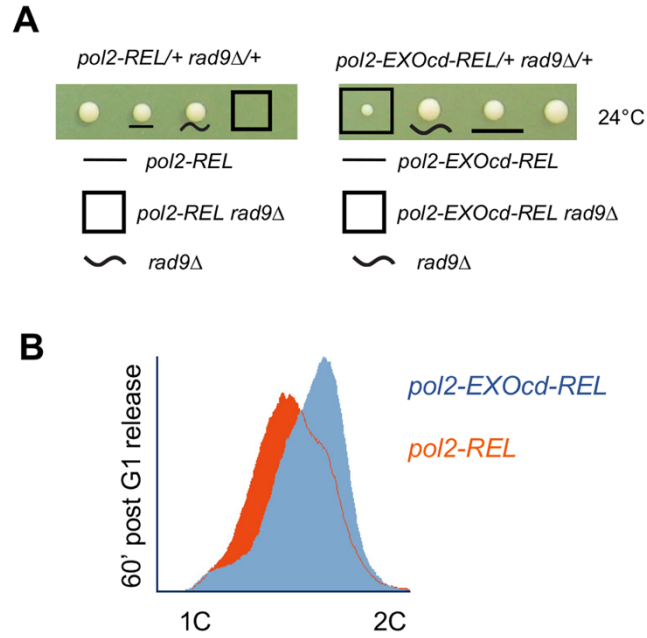 A
pol2-REL/+ rad9Δ/+
pol2-EXOcd-REL/+ rad9Δ/+
24°C
pol2-REL
pol2-EXOcd-REL
pol2-REL rad9Δ
pol2-EXOcd-REL rad9Δ
rad9Δ
rad9Δ
B
60' post G1 release
pol2-EXOcd-REL
pol2-REL
1C
2C